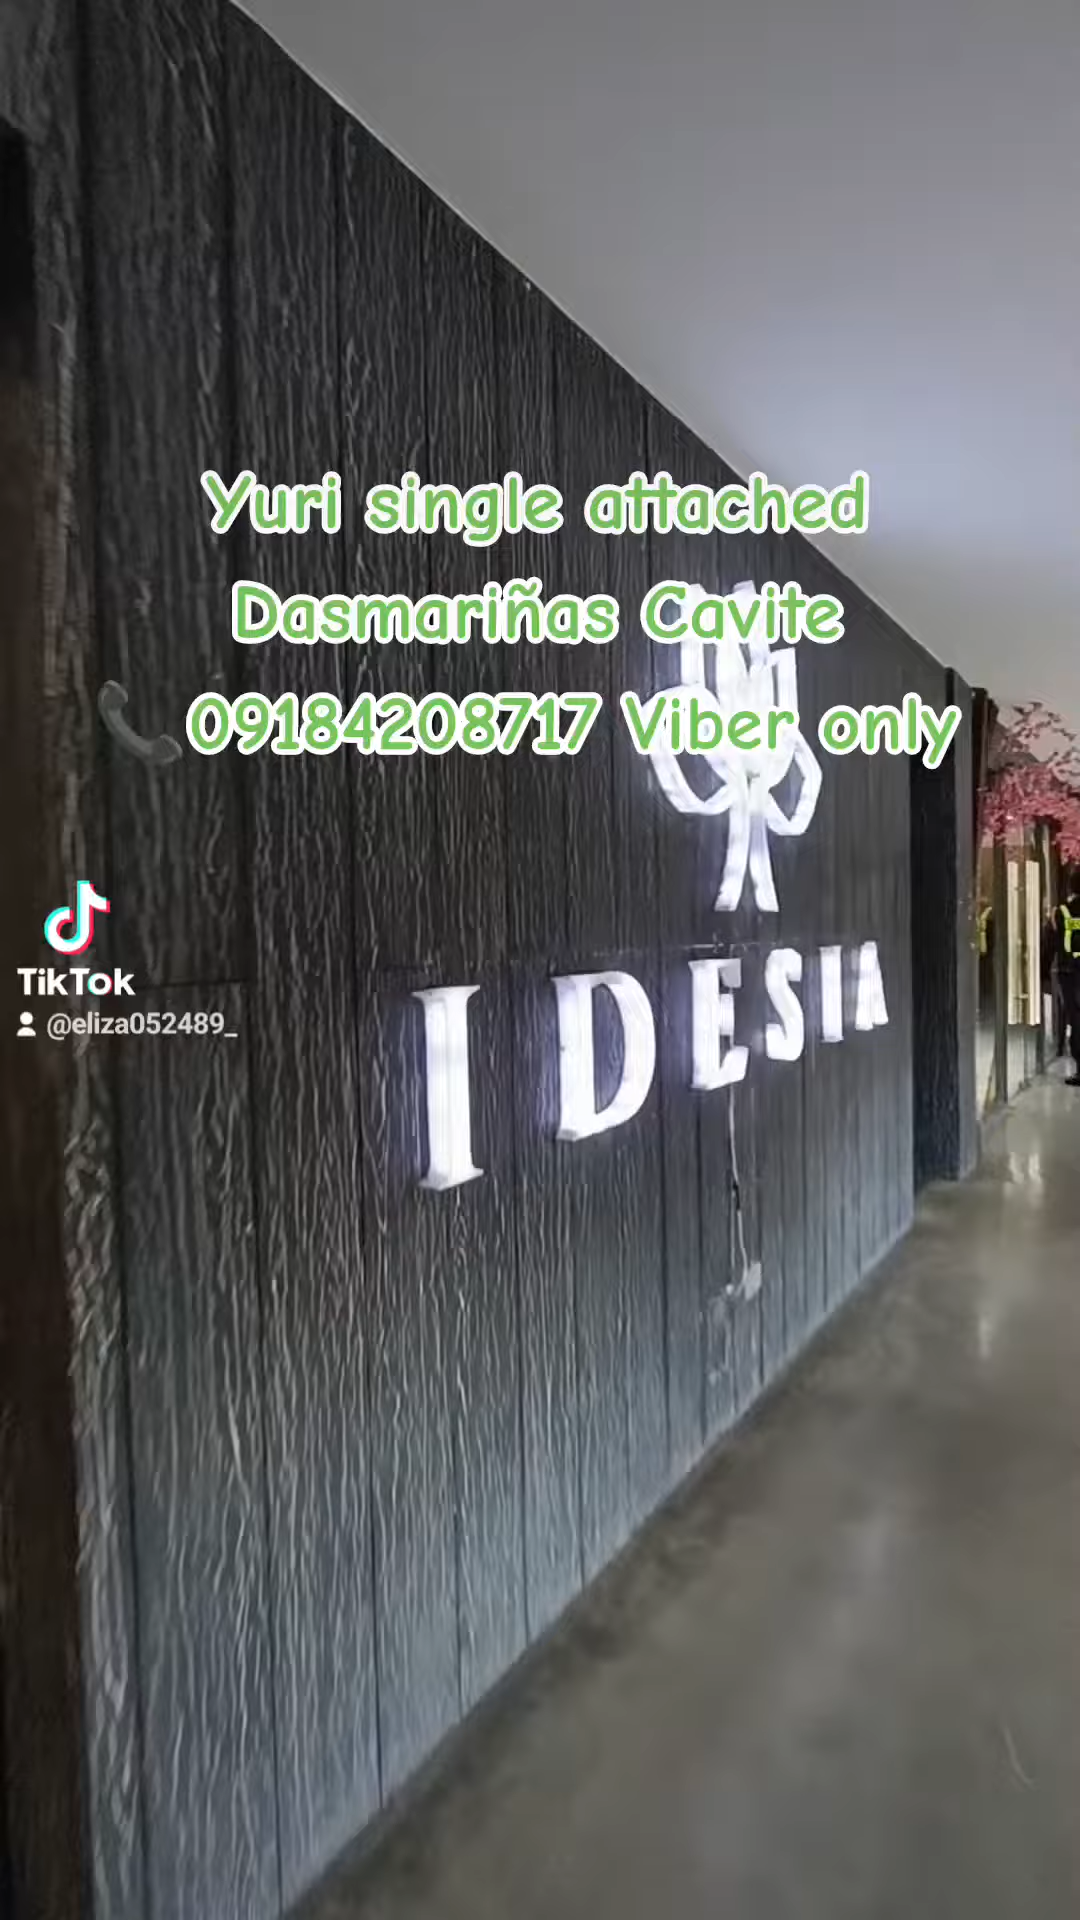 Yuri single attached
Dasmariñas Cavite
📞 09184208717 Viber only
TikTok
@eliza052489_
IDESIA